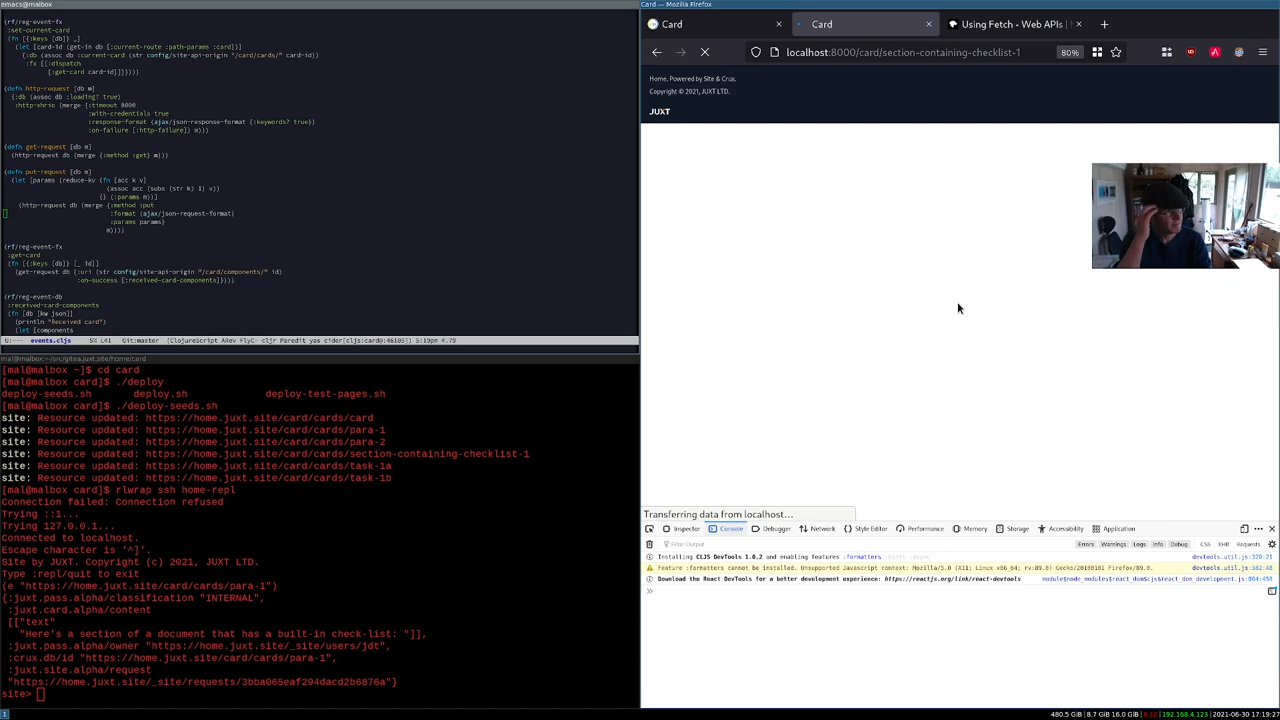 emacs@malbox
(rf/reg-event-fx
:set-current-card
(fn [{:keys [db]} _]
(let [card-id (get-in db [:current-route :path-params :card])]
{:db (assoc db :current-card (str config/site-api-origin "/card/cards/" card-id))
:fx [[:dispatch
[:get-card card-id]]]})))
(defn http-request [db m]
{:db (assoc db :loading? true)
:http-xhrio (merge {:timeout 8000
:with-credentials true
:response-format (ajax/json-response-format {:keywords? true})
:on-failure [:http-failure]} m)})
(defn get-request [db m]
(http-request db (merge {:method :get} m)))
(defn put-request [db m]
(let [params (reduce-kv (fn [acc k v]
(assoc acc (subs (str k) 1) v))
{} (:params m))]
(http-request db (merge {:method :put
:format (ajax/json-request-format)
:params params}
m))))
(rf/reg-event-fx
:get-card
(fn [{:keys [db]} [_ id]]
(get-request db {:uri (str config/site-api-origin "/card/components/" id)
:on-success [:received-card-components]})))
(rf/reg-event-db
:received-card-components
(fn [db [kw json]]
(println "Received card")
(let [components
U:--- events.cljs 5% L41 Git:master (ClojureScript ARev FlyC- cljr Paredit yas cider[cljs:card@:46105]) 5:19pm 4.79
mal@malbox:~/src/gitea.juxt.site/home/card
[mal@malbox ~]$ cd card
[mal@malbox card]$ ./deploy
deploy-seeds.sh deploy.sh deploy-test-pages.sh
[mal@malbox card]$ ./deploy-seeds.sh
site: Resource updated: https://home.juxt.site/card/cards/card
site: Resource updated: https://home.juxt.site/card/cards/para-1
site: Resource updated: https://home.juxt.site/card/cards/para-2
site: Resource updated: https://home.juxt.site/card/cards/section-containing-checklist-1
site: Resource updated: https://home.juxt.site/card/cards/task-1a
site: Resource updated: https://home.juxt.site/card/cards/task-1b
[mal@malbox card]$ rlwrap ssh home-repl
Connection failed: Connection refused
Trying ::1...
Trying 127.0.0.1...
Connected to localhost.
Escape character is '^]'.
Site by JUXT. Copyright (c) 2021, JUXT LTD.
Type :repl/quit to exit
(e "https://home.juxt.site/card/cards/para-1")
{:juxt.pass.alpha/classification "INTERNAL",
:juxt.card.alpha/content
[["text"
"Here's a section of a document that has a built-in check-list: "]],
:juxt.pass.alpha/owner "https://home.juxt.site/_site/users/jdt",
:crux.db/id "https://home.juxt.site/card/cards/para-1",
:juxt.site.alpha/request
"https://home.juxt.site/_site/requests/3bba065eaf294dacd2b6876a"}
site>
Card — Mozilla Firefox
Card
Card
Using Fetch - Web APIs |
localhost:8000/card/section-containing-checklist-1
80%
Home. Powered by Site & Crux.
Copyright © 2021, JUXT LTD.
JUXT
Transferring data from localhost...
Inspector Console Debugger Network Style Editor Performance Memory Storage Accessibility Application
Filter Output
Errors Warnings Logs Info Debug CSS XHR Requests
Installing CLJS DevTools 1.0.2 and enabling features :formatters :hints :async devtools.util.js:320:21
Feature :formatters cannot be installed. Unsupported Javascript context: Mozilla/5.0 (X11; Linux x86_64; rv:89.0) Gecko/20100101 Firefox/89.0. devtools.util.js:302:48
Download the React DevTools for a better development experience: https://reactjs.org/link/react-devtools module$node_modules$react_dom$cjs$react_dom_development.js:804:458
1
480.5 GiB | 8.7 GiB 16.0 GiB | | 192.168.4.123 | 2021-06-30 17:19:27